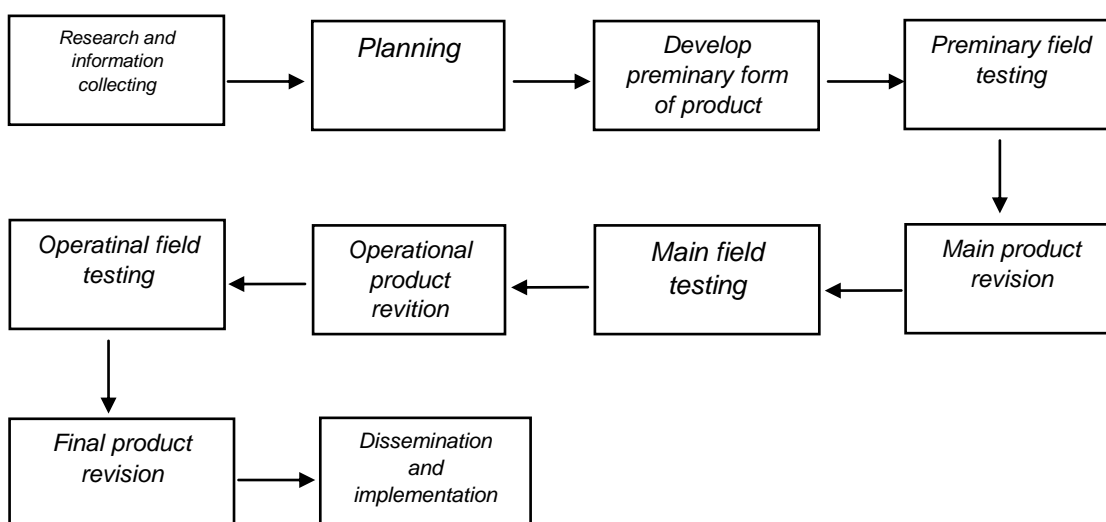 Research and
information
collecting
Planning
Develop
preminary form
of product
Preminary field
testing
Main product
revision
Main field
testing
Operational
product
revition
Operatinal field
testing
Final product
revision
Dissemination
and
implementation